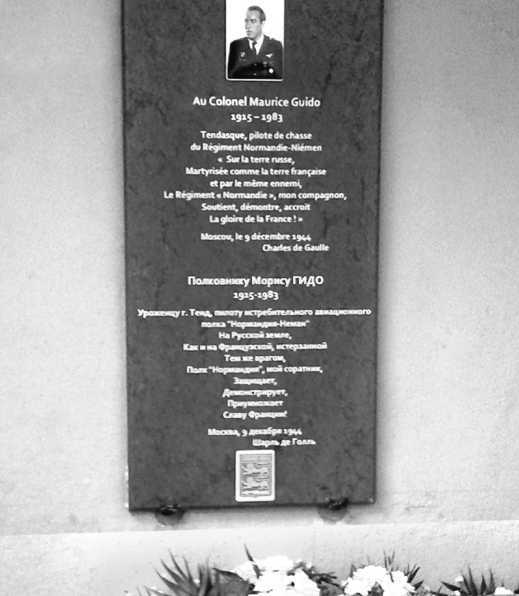 Au Colonel Maurice Guido
1915 – 1983
Tendasque, pilote de chasse
du Régiment Normandie-Niémen
« Sur la terre russe,
Martyrisée comme la terre française
et par le même ennemi,
Le Régiment « Normandie », mon compagnon,
Soutient, démontre, accroit
La gloire de la France ! »
Moscou, le 9 décembre 1944
Charles de Gaulle
Полковнику Морису ГИДО
1915-1983
Уроженцу г. Тенд, пилоту истребительного авиационного
полка "Нормандия-Неман"
На Русской земле,
Как и на Французской, истерзанной
Тем же врагом,
Полк "Нормандия", мой соратник,
Защищает,
Демонстрирует,
Приумножает
Славу Франции!
Москва, 9 декабря 1944
Шарль де Голль